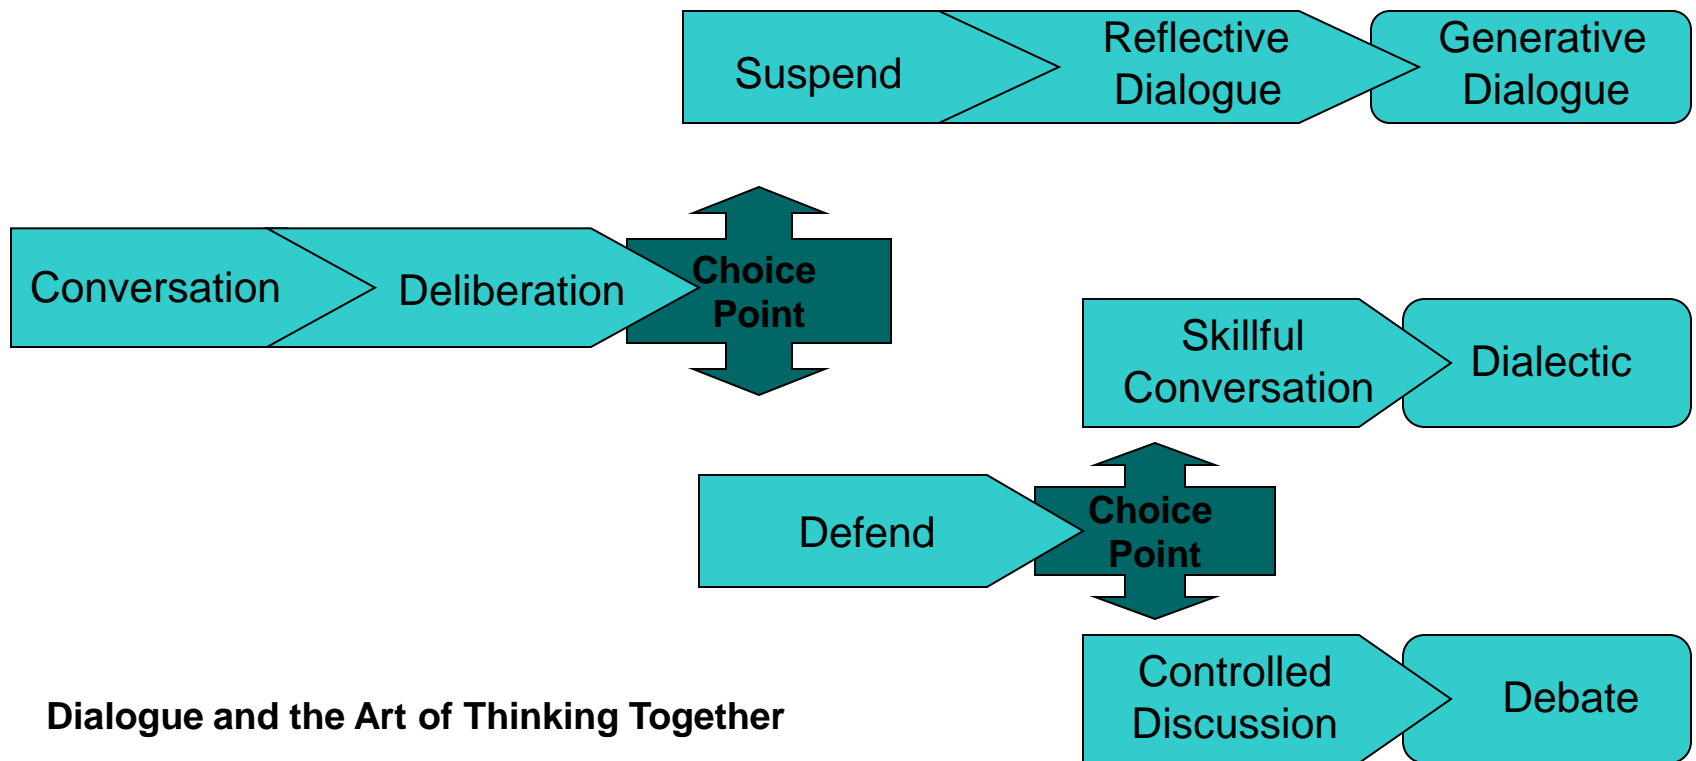 Suspend
Reflective
Dialogue
Generative
Dialogue
Conversation
Deliberation
Choice
Point
Skillful
Conversation
Dialectic
Defend
Choice
Point
Controlled
Discussion
Debate
Dialogue and the Art of Thinking Together